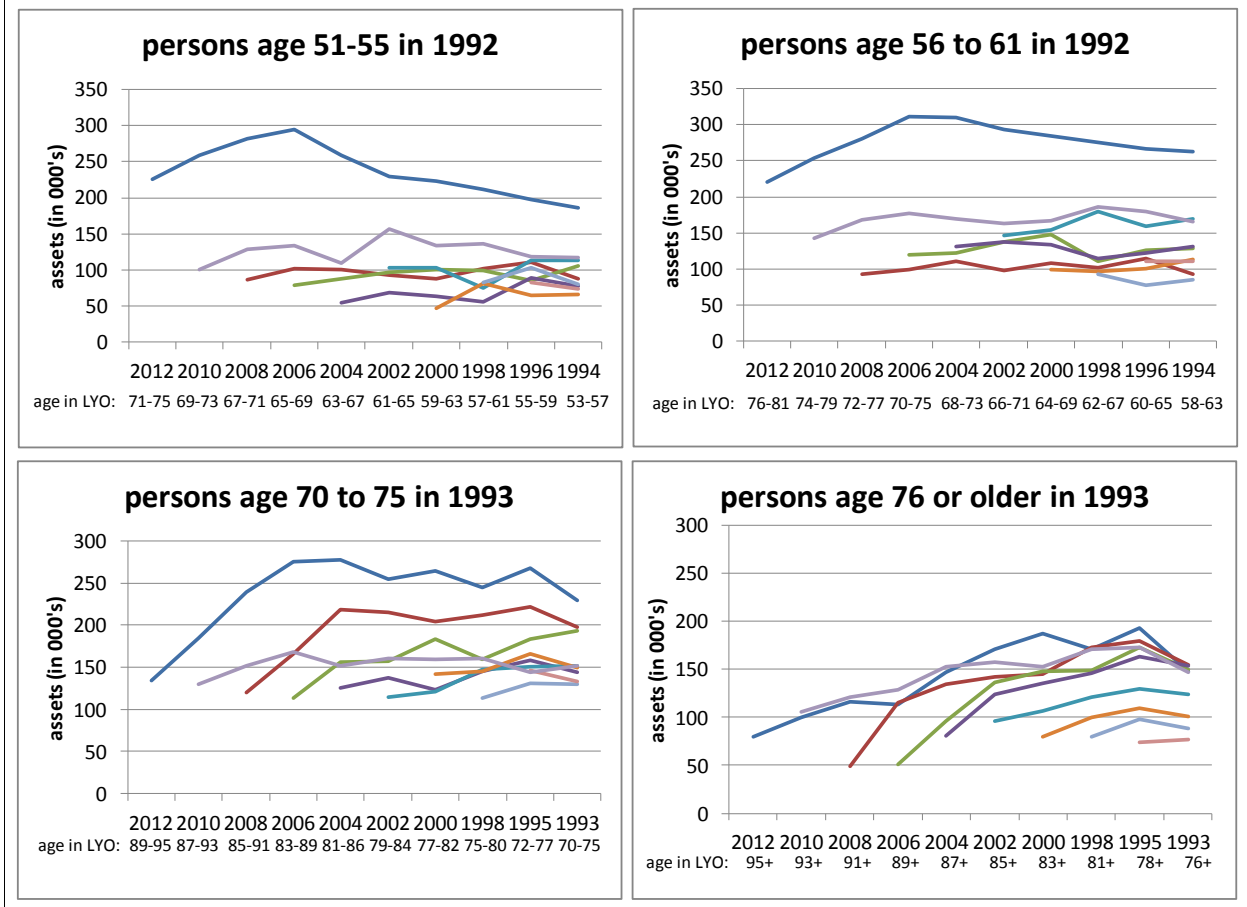 persons age 51-55 in 1992
assets (in 000's)
350
300
250
200
150
100
50
0
2012 2010 2008 2006 2004 2002 2000 1998 1996 1994
age in LYO: 71-75 69-73 67-71 65-69 63-67 61-65 59-63 57-61 55-59 53-57
persons age 56 to 61 in 1992
assets (in 000's)
350
300
250
200
150
100
50
0
2012 2010 2008 2006 2004 2002 2000 1998 1996 1994
age in LYO: 76-81 74-79 72-77 70-75 68-73 66-71 64-69 62-67 60-65 58-63
persons age 70 to 75 in 1993
assets (in 000's)
300
250
200
150
100
50
0
2012 2010 2008 2006 2004 2002 2000 1998 1995 1993
age in LYO: 89-95 87-93 85-91 83-89 81-86 79-84 77-82 75-80 72-77 70-75
persons age 76 or older in 1993
assets (in 000's)
300
250
200
150
100
50
0
2012 2010 2008 2006 2004 2002 2000 1998 1995 1993
age in LYO: 95+ 93+ 91+ 89+ 87+ 85+ 83+ 81+ 78+ 76+